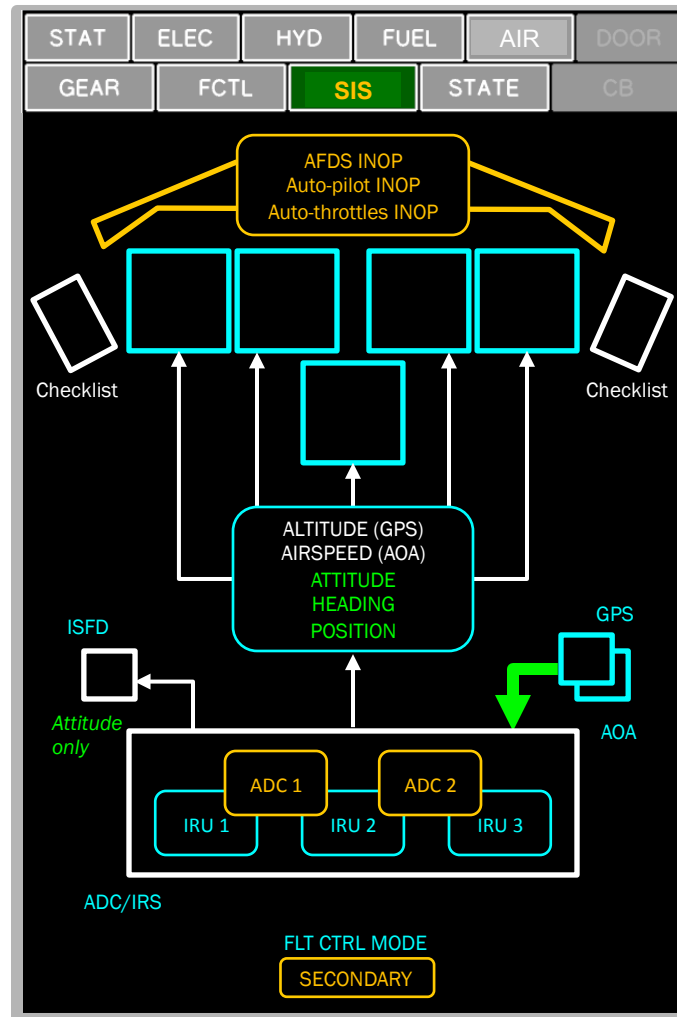 STAT ELEC HYD FUEL AIR DOOR
GEAR FCTL SIS STATE CB
AFDS INOP
Auto-pilot INOP
Auto-throttles INOP
Checklist
Checklist
ALTITUDE (GPS)
AIRSPEED (AOA)
ATTITUDE
HEADING
POSITION
ISFD
GPS
Attitude
only
AOA
ADC 1
ADC 2
IRU 1
IRU 2
IRU 3
ADC/IRS
FLT CTRL MODE
SECONDARY